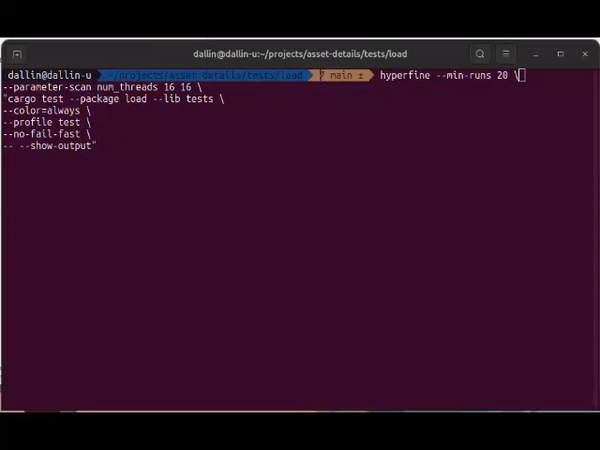 dallin@dallin-u:~/projects/asset-details/tests/load
dallin@dallin-u ~/projects/asset-details/tests/load main ± hyperfine --min-runs 20 \
--parameter-scan num_threads 16 16 \
"cargo test --package load --lib tests \
--color=always \
--profile test \
--no-fail-fast \
-- --show-output"